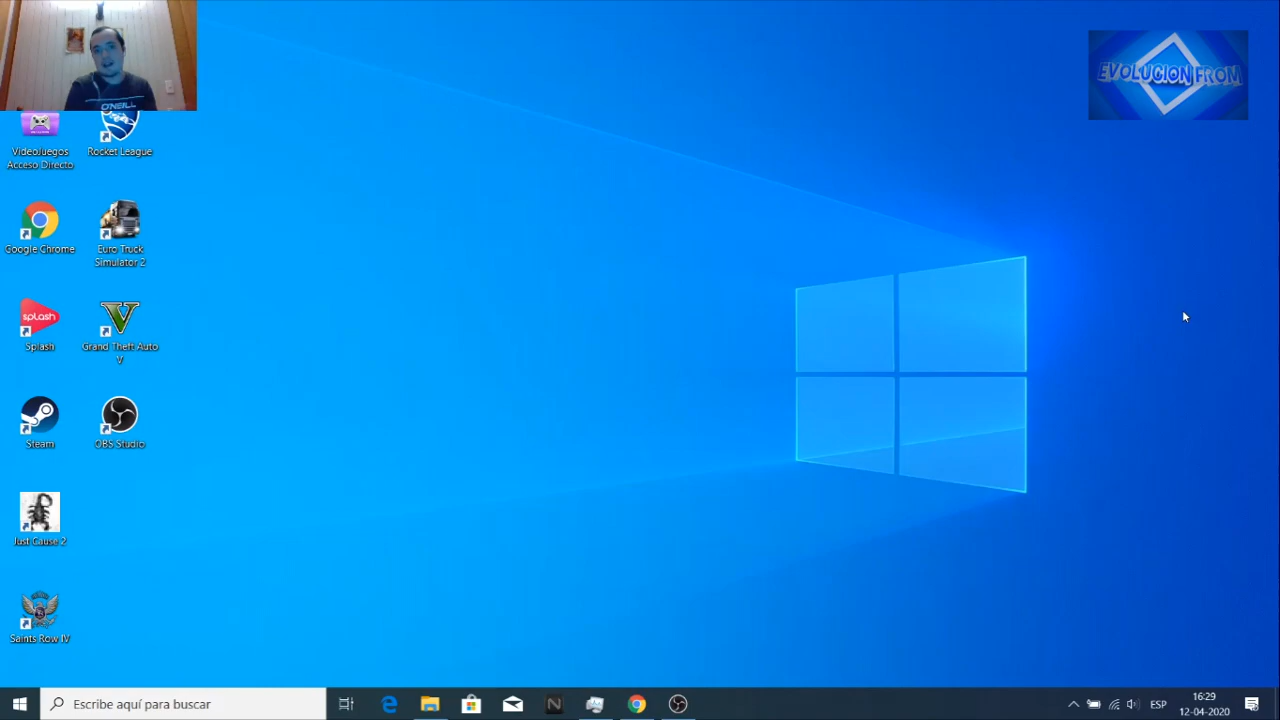 EVOLUCION FROM
O'NEILL
Videojuegos
Acceso Directo
Rocket League
Google Chrome
Euro Truck
Simulator 2
splash
Splash
Grand Theft Auto
V
Steam
OBS Studio
Just Cause 2
Saints Row IV
Escribe aquí para buscar
ESP
16:29
12-04-2020